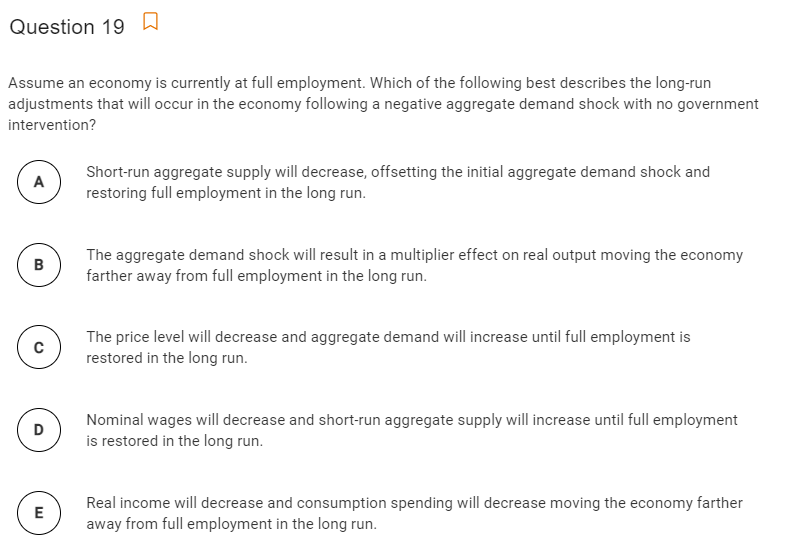 Question 19
Assume an economy is currently at full employment. Which of the following best describes the long-run
adjustments that will occur in the economy following a negative aggregate demand shock with no government
intervention?
A
Short-run aggregate supply will decrease, offsetting the initial aggregate demand shock and
restoring full employment in the long run.
B
The aggregate demand shock will result in a multiplier effect on real output moving the economy
farther away from full employment in the long run.
C
The price level will decrease and aggregate demand will increase until full employment is
restored in the long run.
D
Nominal wages will decrease and short-run aggregate supply will increase until full employment
is restored in the long run.
E
Real income will decrease and consumption spending will decrease moving the economy farther
away from full employment in the long run.